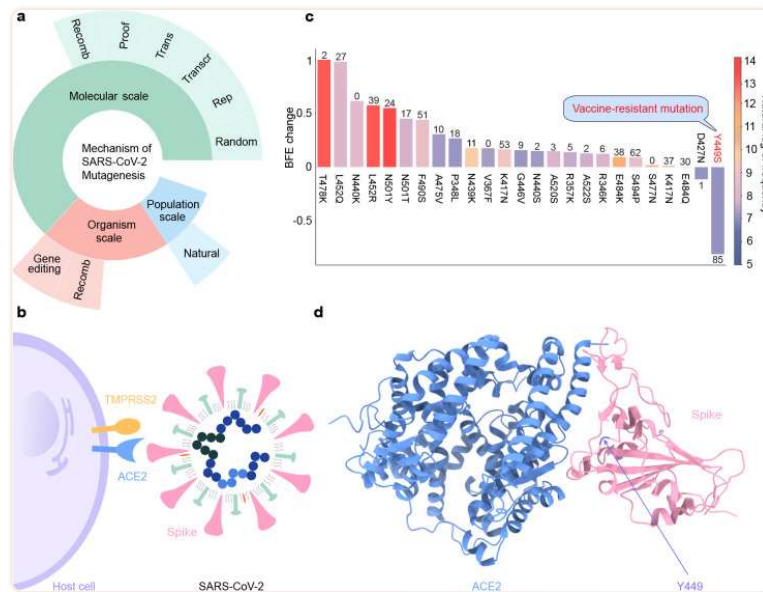 a
Recomb
Proof
Trans
Transcr
Rep
Random
Molecular scale
Mechanism of
SARS-CoV-2
Mutagenesis
Population
scale
Organism
scale
Natural
Gene
editing
Recomb
b
TMPRSS2
ACE2
Spike
Host cell
SARS-CoV-2
c
BFE change
1
0.5
0
-0.5
2
27
0
39
24
17
51
10
18
11
0
53
9
2
3
5
2
6
38
62
0
37
30
1
85
T478K
L452Q
N440K
L452R
N501Y
N501T
F490S
A475V
P348L
N439K
V367F
K417N
G446V
N440S
A520S
R357K
A522S
R346K
E484K
S494P
S477N
K417N
E484Q
D427N
Y449S
Vaccine-resistant mutation
14
13
12
11
10
9
8
7
6
5
d
Spike
ACE2
Y449